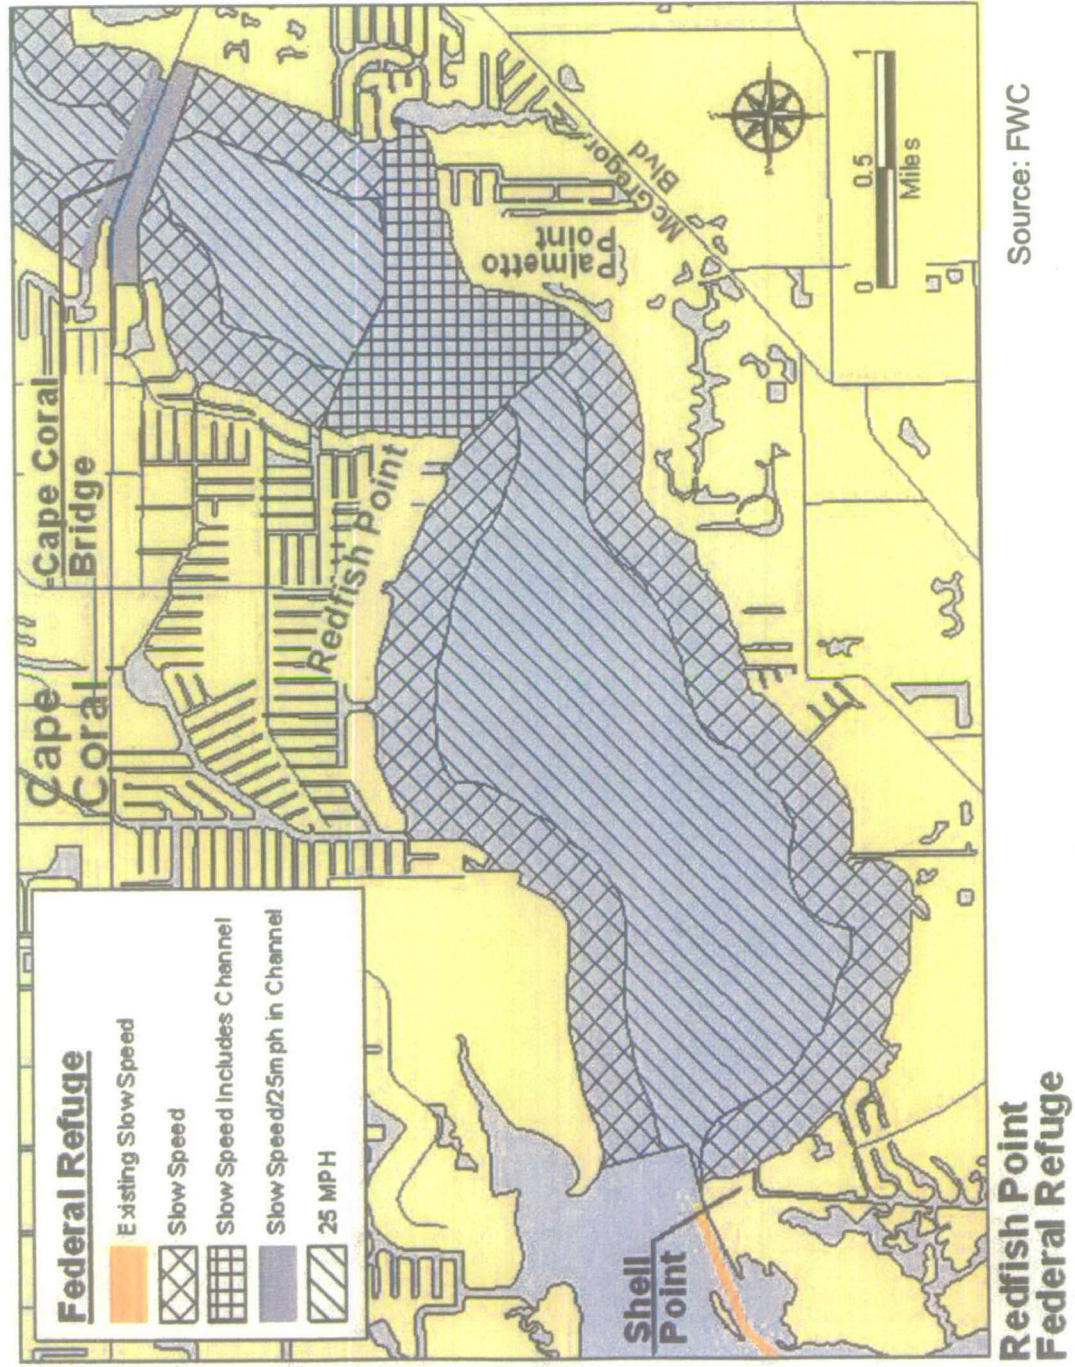 Federal Refuge
Existing Slow Speed
Slow Speed
Slow Speed Includes Channel
Slow Speed/25mph in Channel
25 MPH
Cape
Coral
Cape Coral
Bridge
Redfish Point
Palmetto
Point
McGregor
Blvd
Shell
Point
0
0.5
1
Miles
Redfish Point
Federal Refuge
Source: FWC